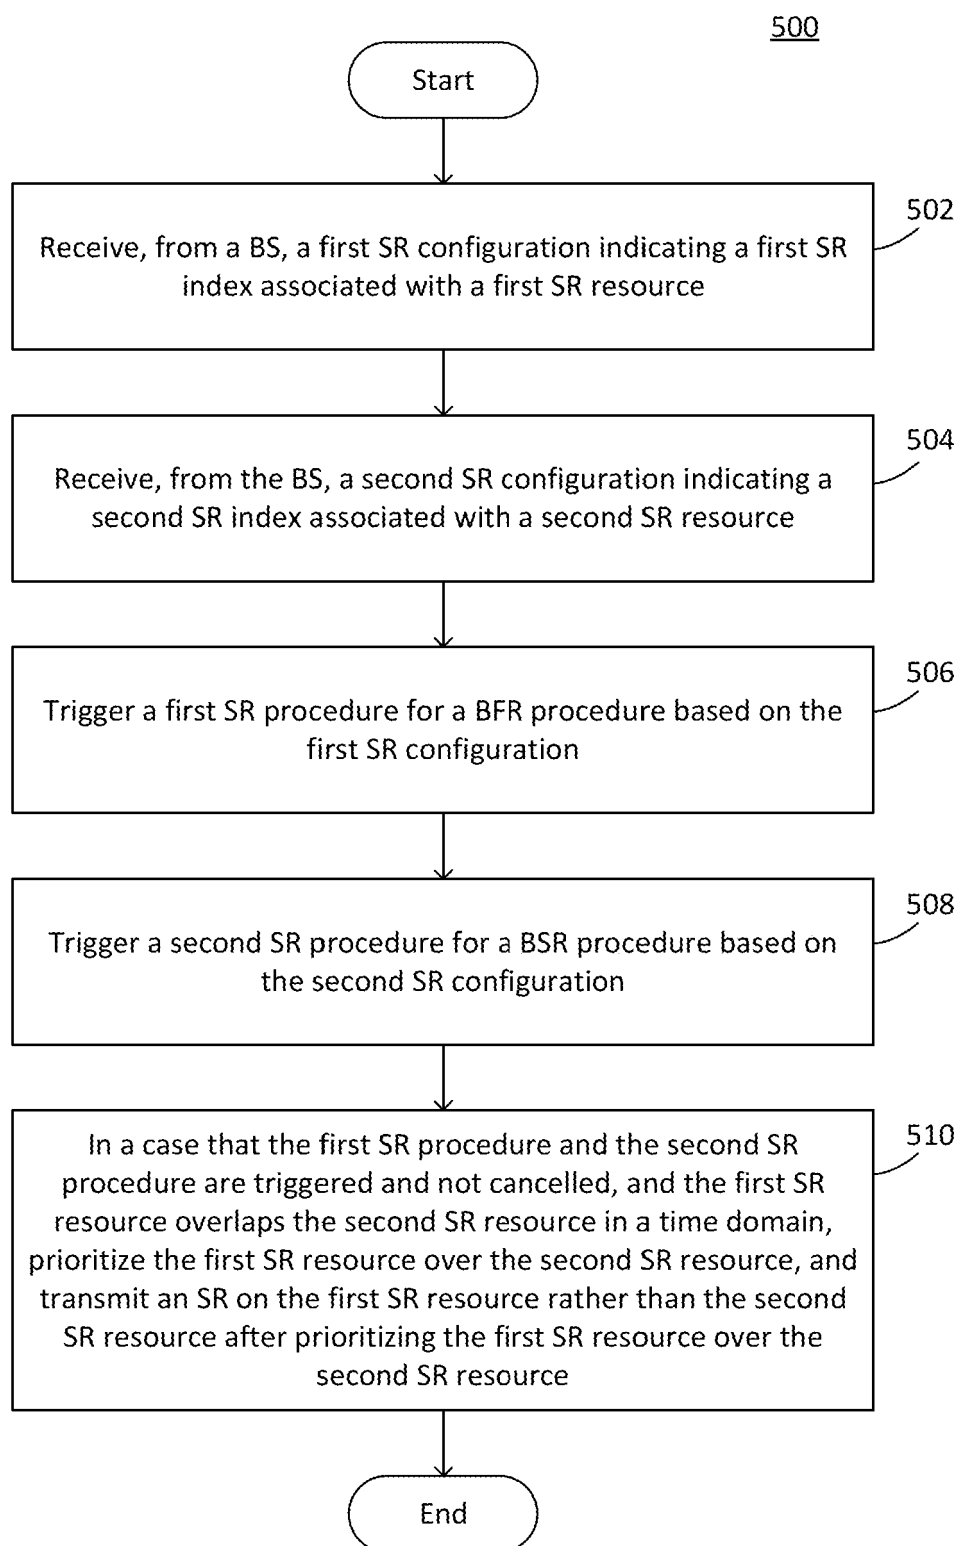 500
Start
502
Receive, from a BS, a first SR configuration indicating a first SR
index associated with a first SR resource
504
Receive, from the BS, a second SR configuration indicating a
second SR index associated with a second SR resource
506
Trigger a first SR procedure for a BFR procedure based on the
first SR configuration
508
Trigger a second SR procedure for a BSR procedure based on
the second SR configuration
510
In a case that the first SR procedure and the second SR
procedure are triggered and not cancelled, and the first SR
resource overlaps the second SR resource in a time domain,
prioritize the first SR resource over the second SR resource, and
transmit an SR on the first SR resource rather than the second
SR resource after prioritizing the first SR resource over the
second SR resource
End